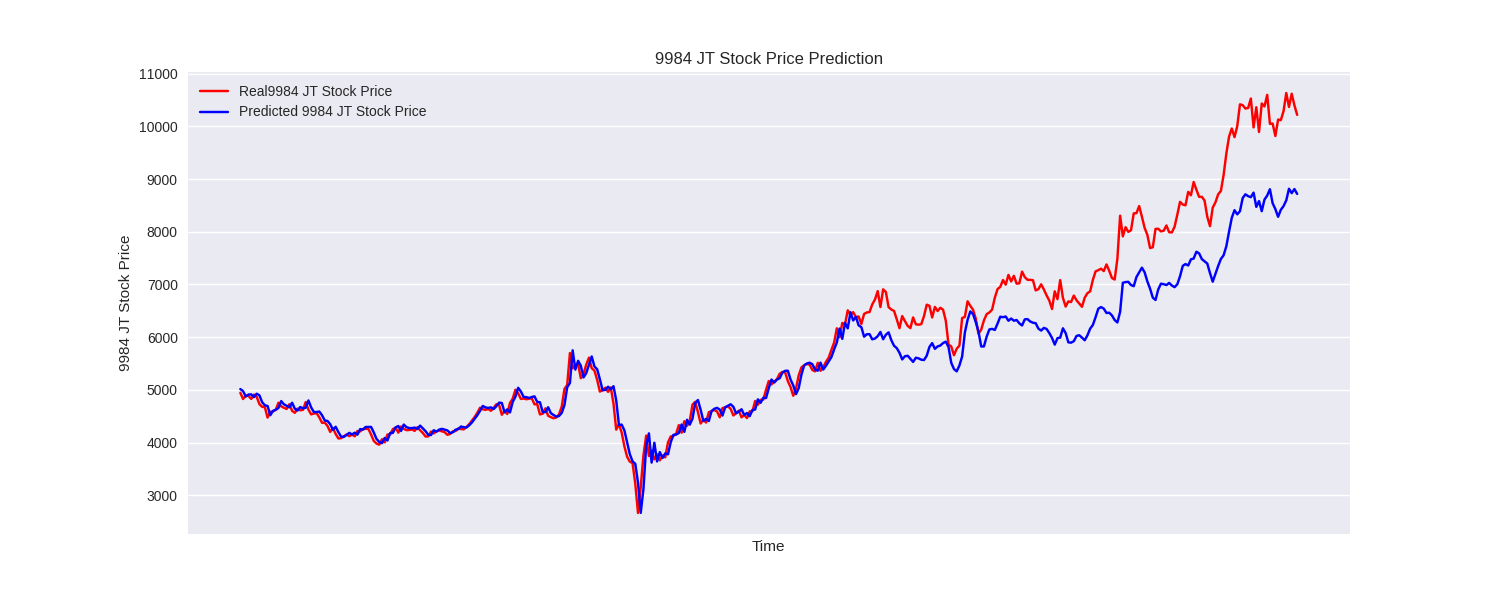 9984 JT Stock Price Prediction
Real9984 JT Stock Price
Predicted 9984 JT Stock Price
11000
10000
9000
8000
7000
6000
5000
4000
3000
9984 JT Stock Price
Time